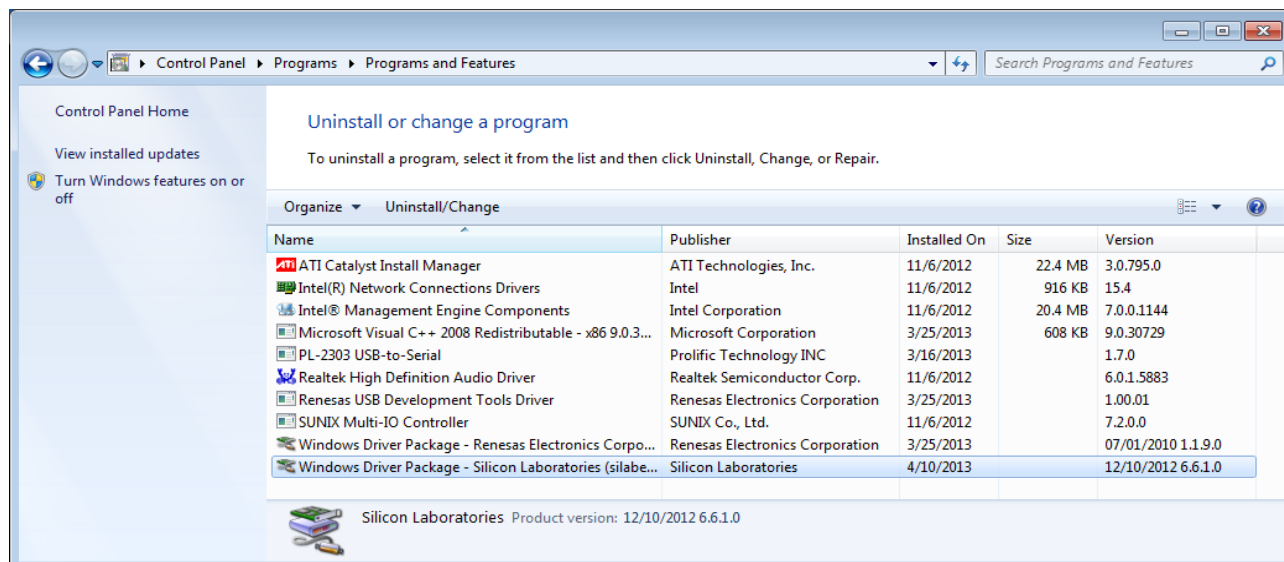 Control Panel Programs Programs and Features Search Programs and Features
Control Panel Home
View installed updates
Turn Windows features on or
off
Uninstall or change a program
To uninstall a program, select it from the list and then click Uninstall, Change, or Repair.
Organize Uninstall/Change
Name Publisher Installed On Size Version
ATI ATI Catalyst Install Manager ATI Technologies, Inc. 11/6/2012 22.4 MB 3.0.795.0
Intel(R) Network Connections Drivers Intel 11/6/2012 916 KB 15.4
Intel® Management Engine Components Intel Corporation 11/6/2012 20.4 MB 7.0.0.1144
Microsoft Visual C++ 2008 Redistributable - x86 9.0.3... Microsoft Corporation 3/25/2013 608 KB 9.0.30729
PL-2303 USB-to-Serial Prolific Technology INC 3/16/2013 1.7.0
Realtek High Definition Audio Driver Realtek Semiconductor Corp. 11/6/2012 6.0.1.5883
Renesas USB Development Tools Driver Renesas Electronics Corporation 3/25/2013 1.00.01
SUNIX Multi-IO Controller SUNIX Co., Ltd. 11/6/2012 7.2.0.0
Windows Driver Package - Renesas Electronics Corpo... Renesas Electronics Corporation 3/25/2013 07/01/2010 1.1.9.0
Windows Driver Package - Silicon Laboratories (silabe... Silicon Laboratories 4/10/2013 12/10/2012 6.6.1.0
Silicon Laboratories Product version: 12/10/2012 6.6.1.0